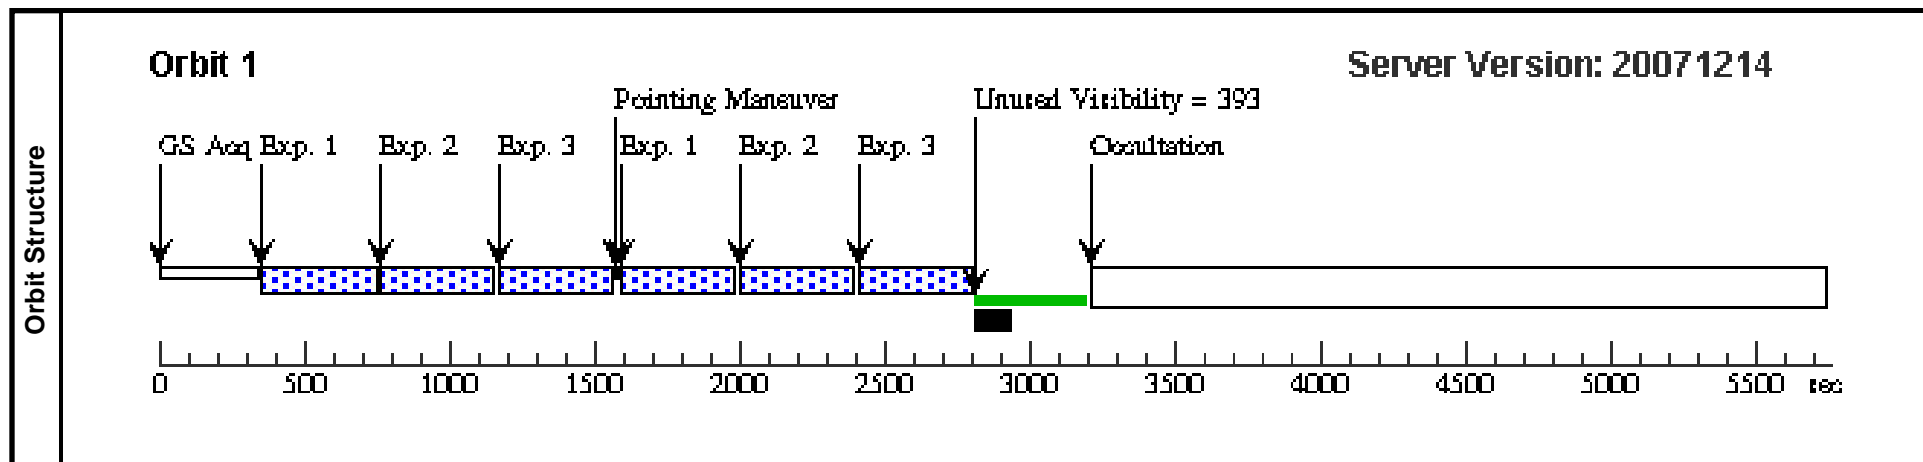 Orbit Structure
Orbit 1
Server Version: 20071214
Pointing Maneuver
Unused Visibility = 393
GS Acq
Exp. 1
Exp. 2
Exp. 3
Exp. 1
Exp. 2
Exp. 3
Occultation
0 500 1000 1500 2000 2500 3000 3500 4000 4500 5000 5500 sec